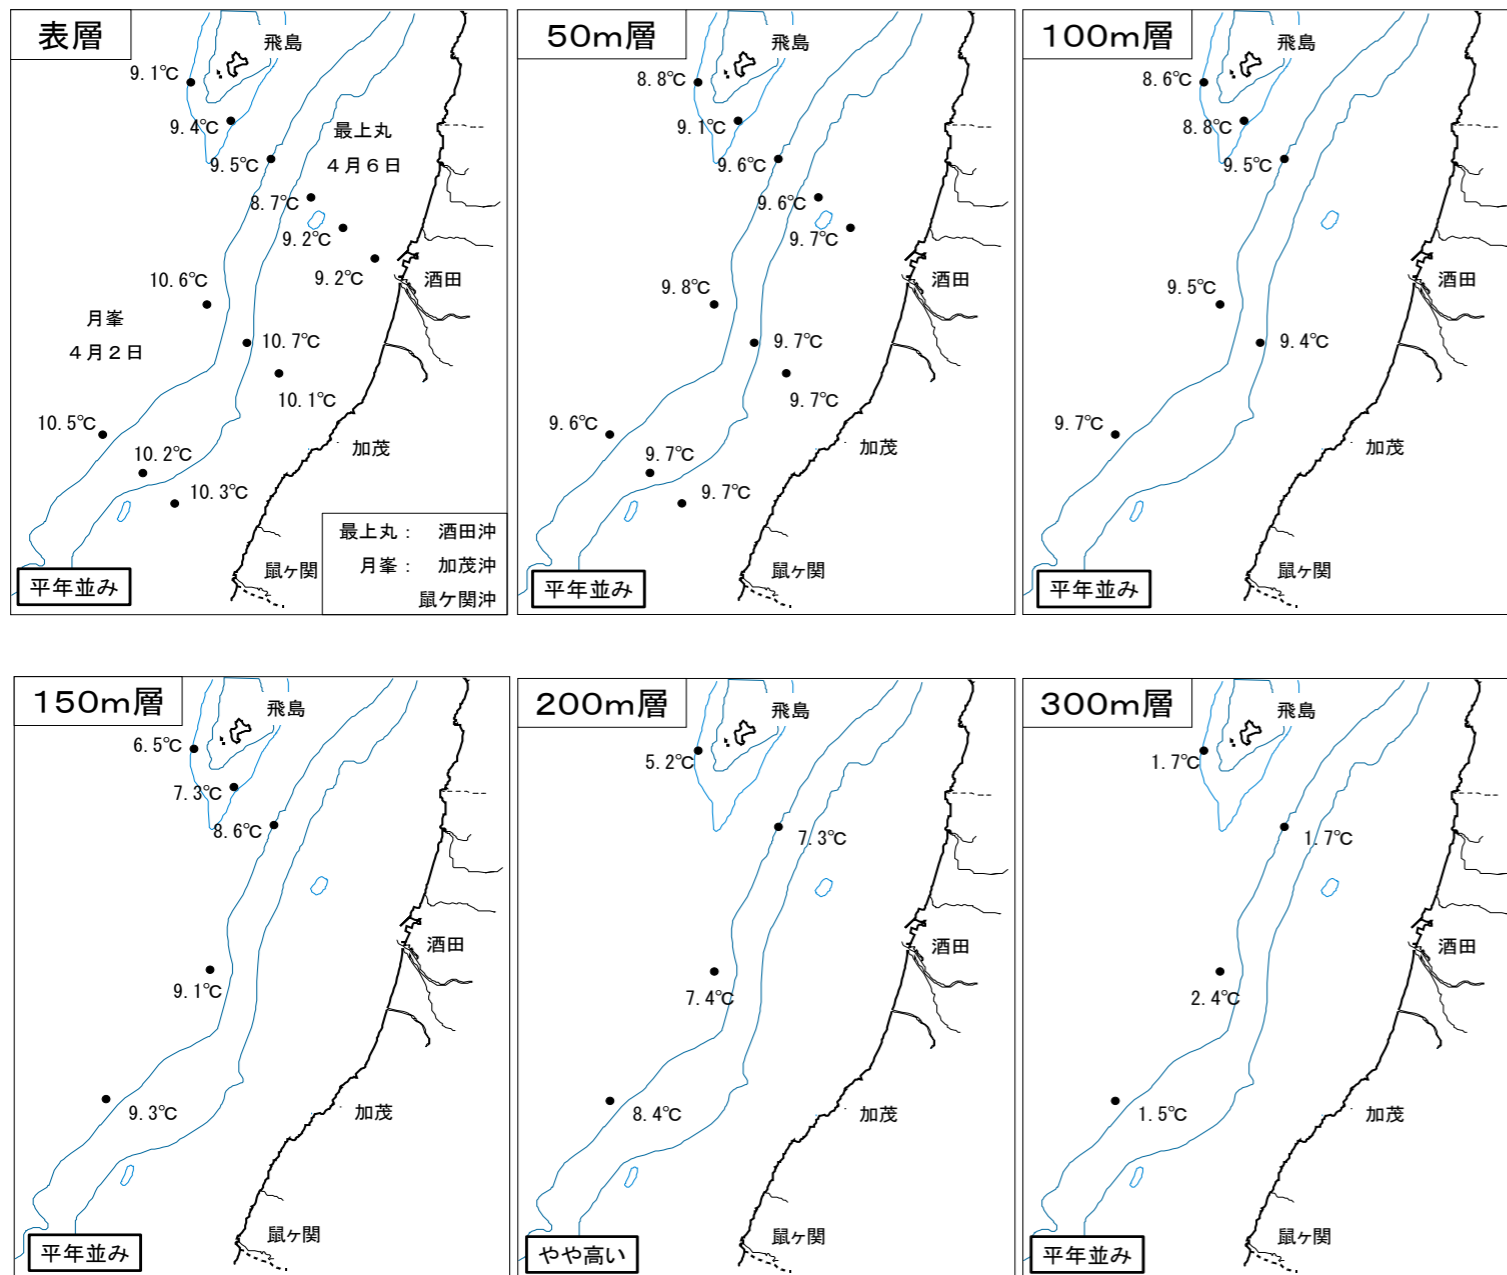 表層
飛島
9.1℃
9.4℃
最上丸
4月6日
9.5℃
8.7℃
9.2℃
9.2℃
酒田
10.6℃
月峯
4月2日
10.7℃
10.1℃
10.5℃
10.2℃
加茂
10.3℃
最上丸： 酒田沖
月峯： 加茂沖
鼠ケ関沖
鼠ヶ関
平年並み
50m層
飛島
8.8℃
9.1℃
9.6℃
9.6℃
9.7℃
酒田
9.8℃
9.7℃
9.7℃
9.6℃
9.7℃
加茂
9.7℃
鼠ヶ関
平年並み
100m層
飛島
8.6℃
8.8℃
9.5℃
酒田
9.5℃
9.4℃
9.7℃
加茂
鼠ヶ関
平年並み
150m層
飛島
6.5℃
7.3℃
8.6℃
酒田
9.1℃
9.3℃
加茂
鼠ヶ関
平年並み
200m層
飛島
5.2℃
7.3℃
酒田
7.4℃
8.4℃
加茂
鼠ヶ関
やや高い
300m層
飛島
1.7℃
1.7℃
酒田
2.4℃
1.5℃
加茂
鼠ヶ関
平年並み